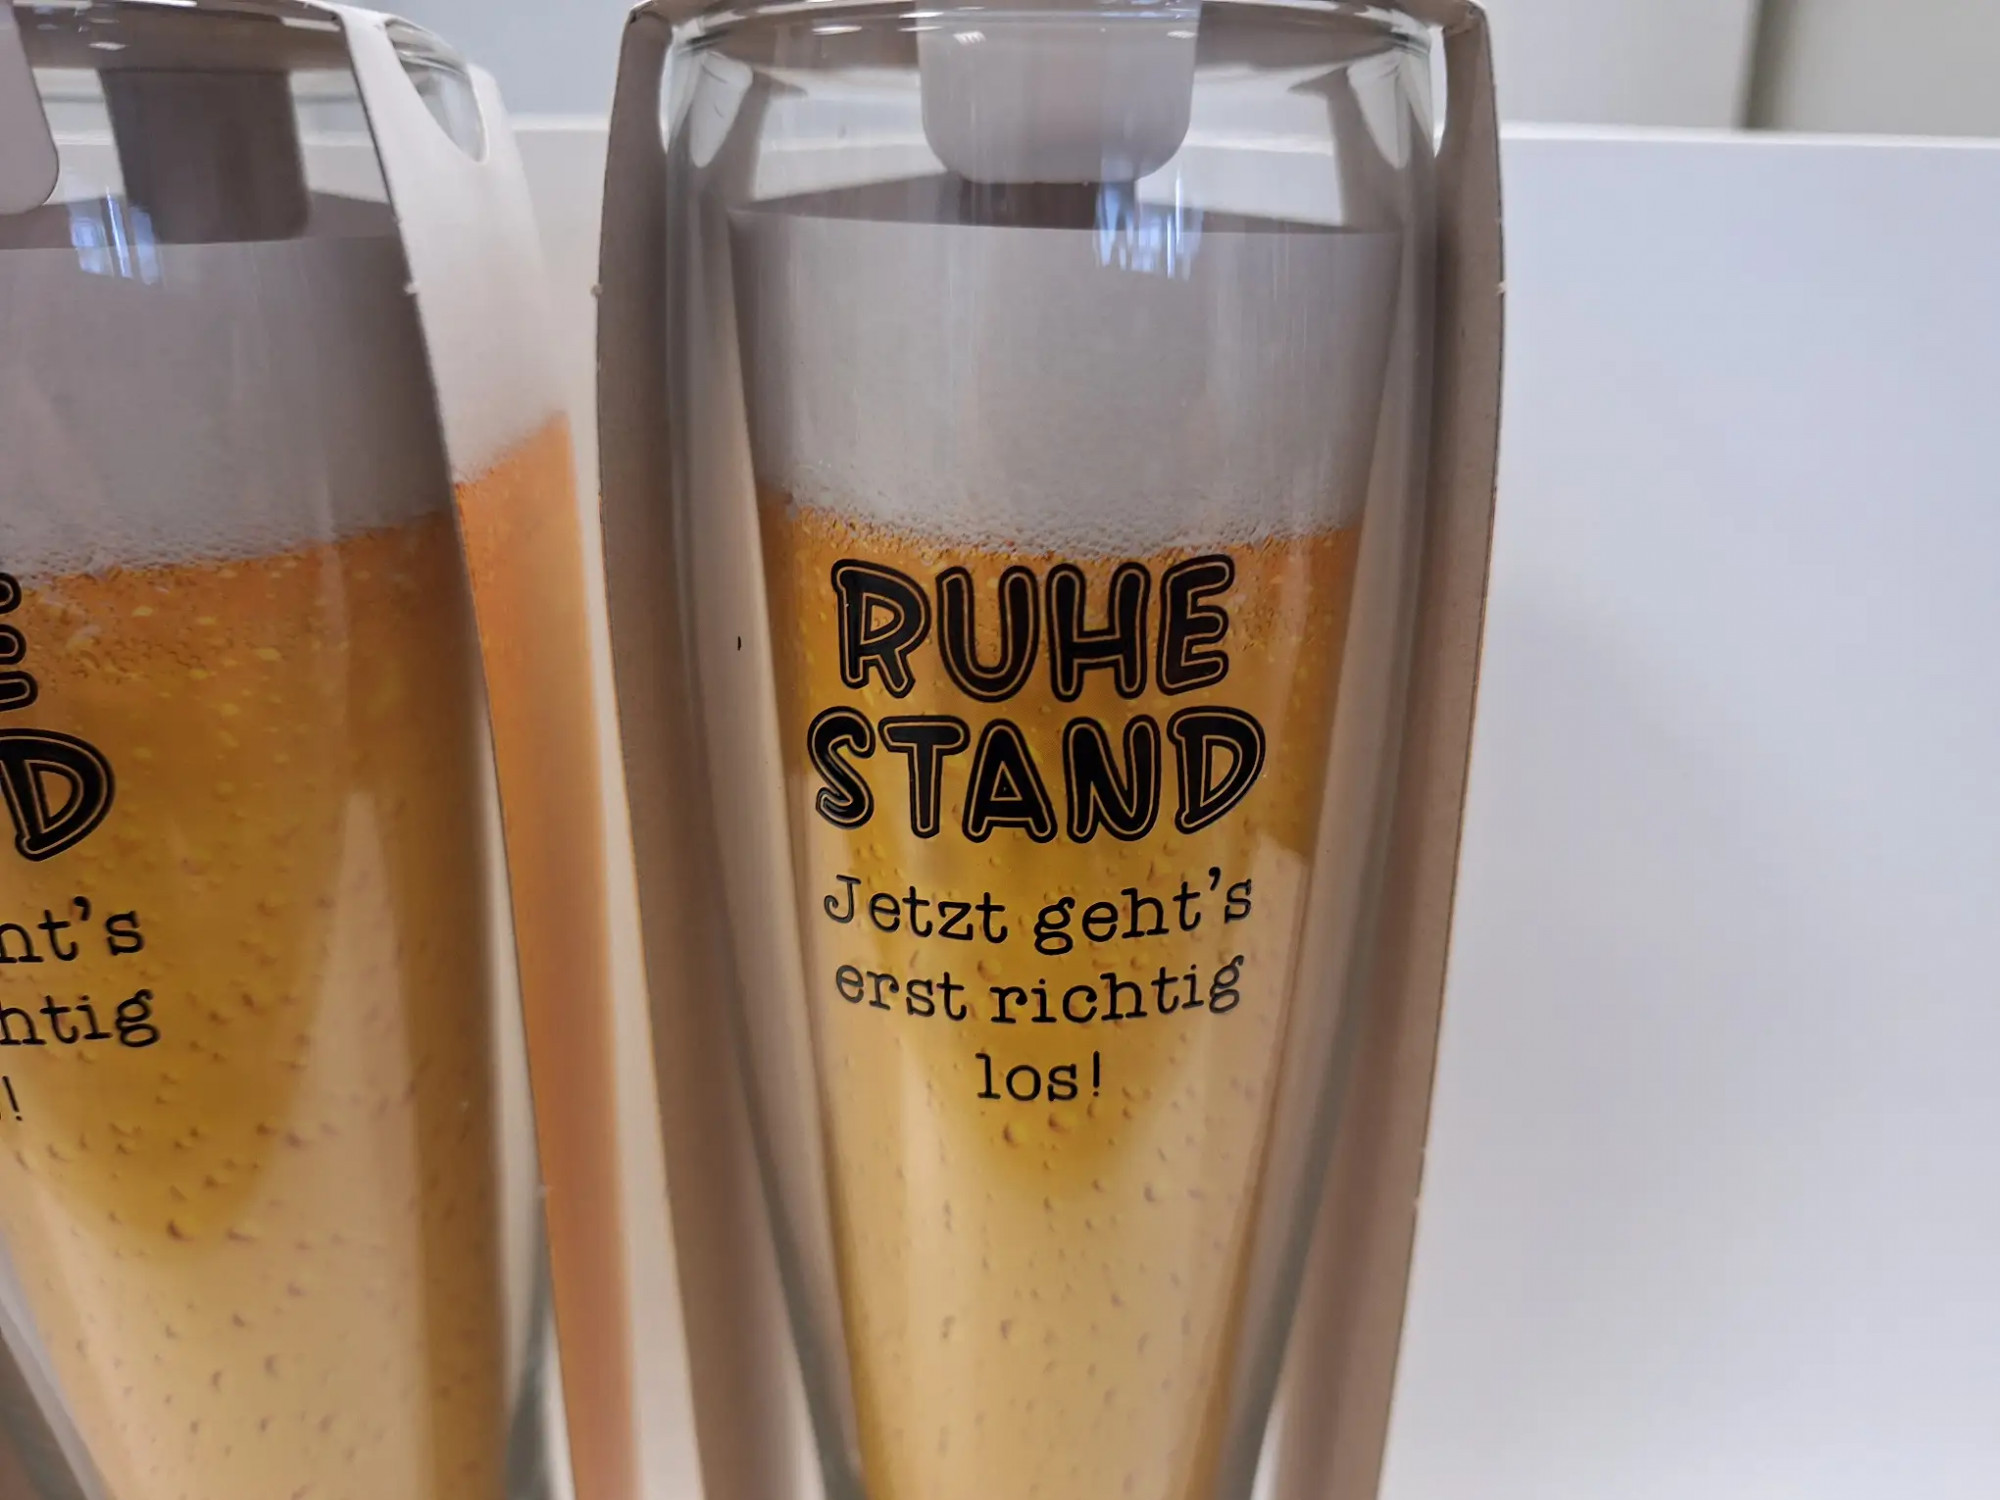 RUHE
STAND
Jetzt geht's
erst richtig
los!
D